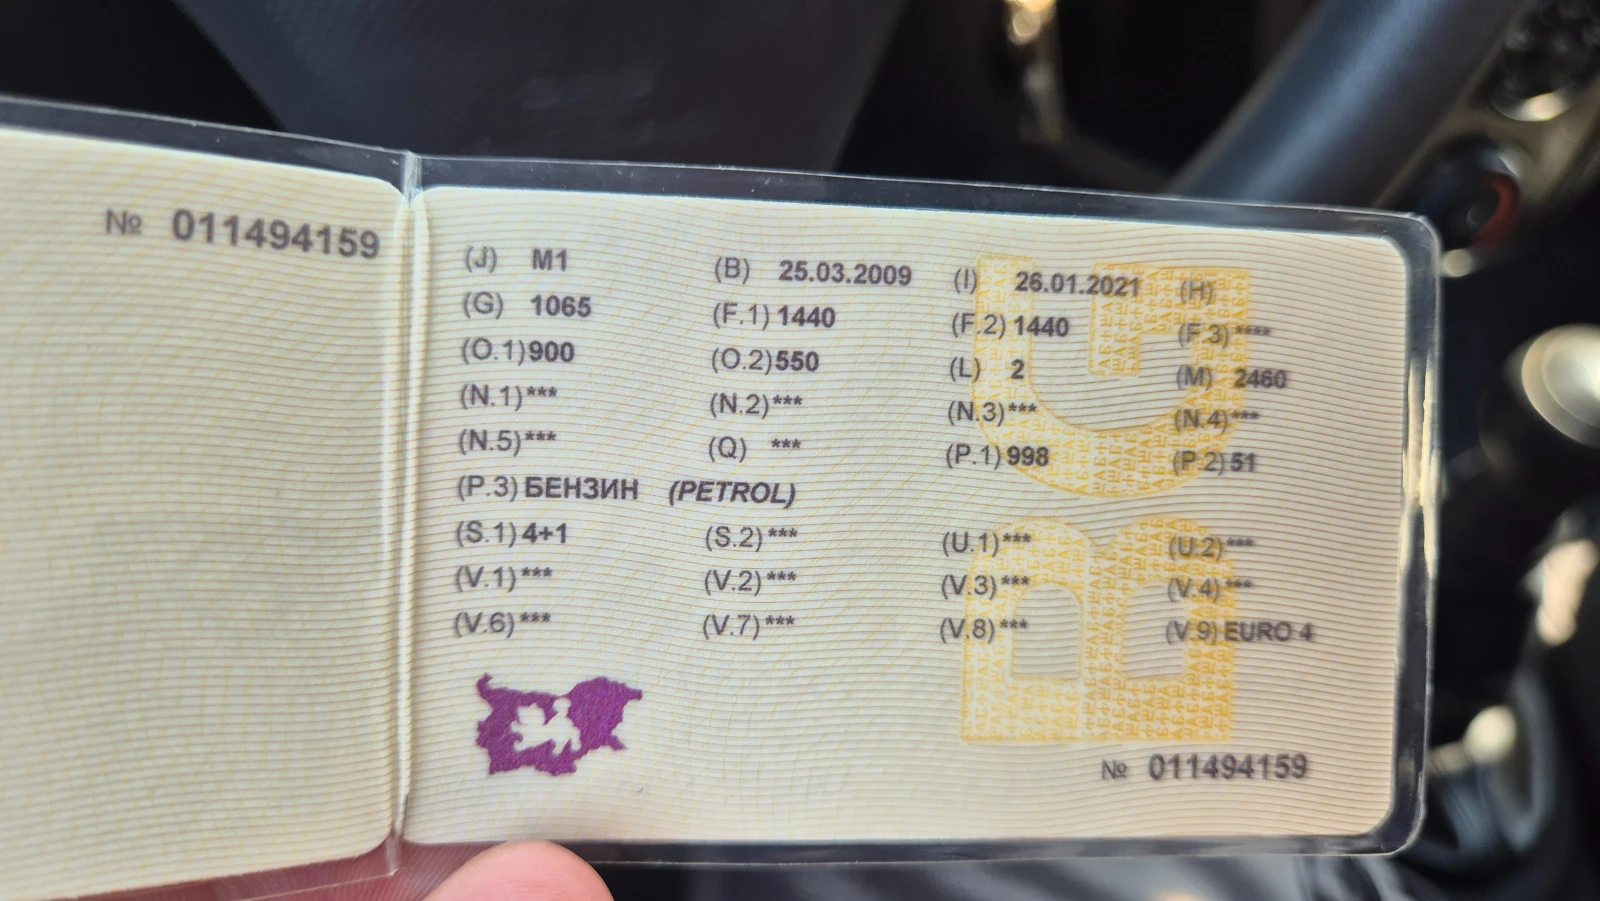 № 011494159
(J) M1 (B) 25.03.2009 (I) 26.01.2021 (H)
(G) 1065 (F.1) 1440 (F.2) 1440 (F.3) ****
(O.1) 900 (O.2) 550 (L) 2 (M) 2460
(N.1) *** (N.2) *** (N.3) *** (N.4) ***
(N.5) *** (Q) *** (P.1) 998 (P.2) 51
(P.3) БЕНЗИН (PETROL)
(S.1) 4+1 (S.2) *** (U.1) *** (U.2) ***
(V.1) *** (V.2) *** (V.3) *** (V.4) ***
(V.6) *** (V.7) *** (V.8) *** (V.9) EURO 4
№ 011494159